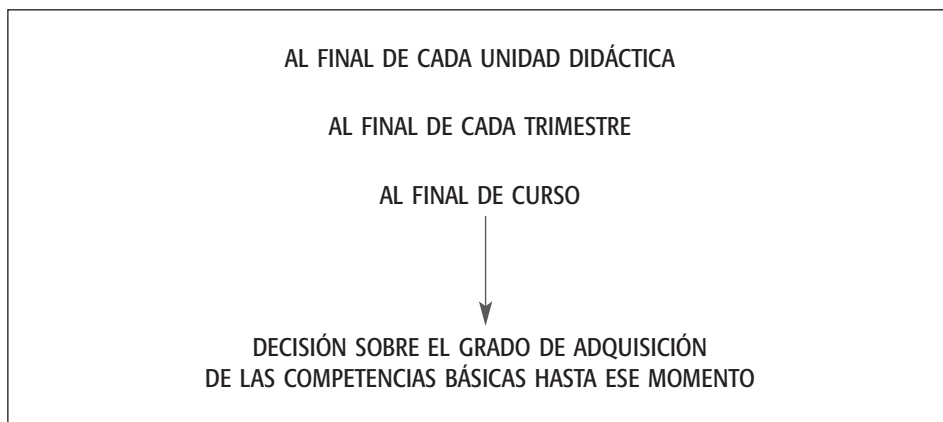 AL FINAL DE CADA UNIDAD DIDÁCTICA
AL FINAL DE CADA TRIMESTRE
AL FINAL DE CURSO
DECISIÓN SOBRE EL GRADO DE ADQUISICIÓN
DE LAS COMPETENCIAS BÁSICAS HASTA ESE MOMENTO